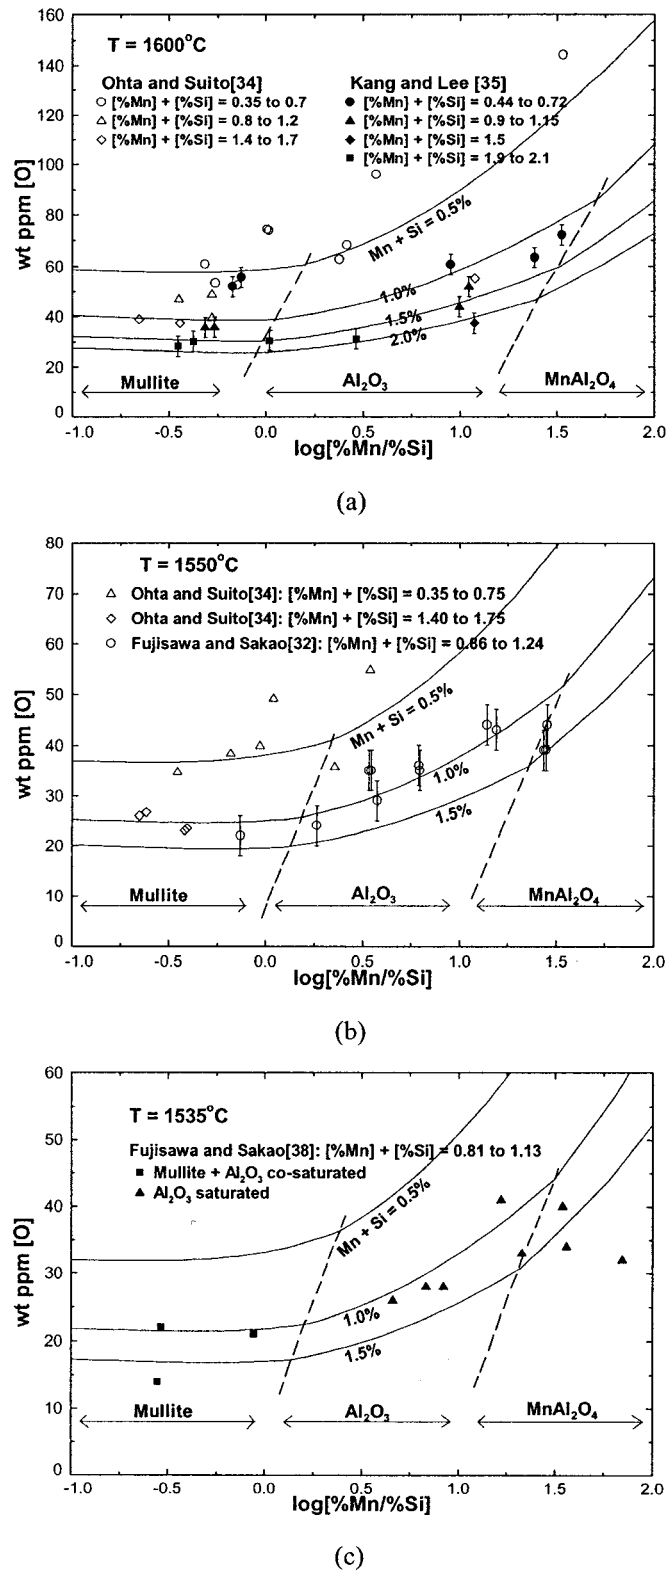 160
140
120
100
80
60
40
20
0
wt ppm [O]
T = 1600°C
Ohta and Suito[34]
[%Mn] + [%Si] = 0.35 to 0.7
[%Mn] + [%Si] = 0.8 to 1.2
[%Mn] + [%Si] = 1.4 to 1.7
Kang and Lee [35]
[%Mn] + [%Si] = 0.44 to 0.72
[%Mn] + [%Si] = 0.9 to 1.15
[%Mn] + [%Si] = 1.5
[%Mn] + [%Si] = 1.9 to 2.1
Mn + Si = 0.5%
1.0%
1.5%
2.0%
Mullite
Al₂O₃
MnAl₂O₄
-1.0 -0.5 0.0 0.5 1.0 1.5 2.0
log[%Mn/%Si]
(a)
80
70
60
50
40
30
20
10
0
wt ppm [O]
T = 1550°C
Ohta and Suito[34]: [%Mn] + [%Si] = 0.35 to 0.75
Ohta and Suito[34]: [%Mn] + [%Si] = 1.40 to 1.75
Fujisawa and Sakao[32]: [%Mn] + [%Si] = 0.86 to 1.24
Mn + Si = 0.5%
1.0%
1.5%
Mullite
Al₂O₃
MnAl₂O₄
-1.0 -0.5 0.0 0.5 1.0 1.5 2.0
log[%Mn/%Si]
(b)
60
50
40
30
20
10
0
wt ppm [O]
T = 1535°C
Fujisawa and Sakao[38]: [%Mn] + [%Si] = 0.81 to 1.13
Mullite + Al₂O₃ co-saturated
Al₂O₃ saturated
Mn + Si = 0.5%
1.0%
1.5%
Mullite
Al₂O₃
MnAl₂O₄
-1.0 -0.5 0.0 0.5 1.0 1.5 2.0
log[%Mn/%Si]
(c)